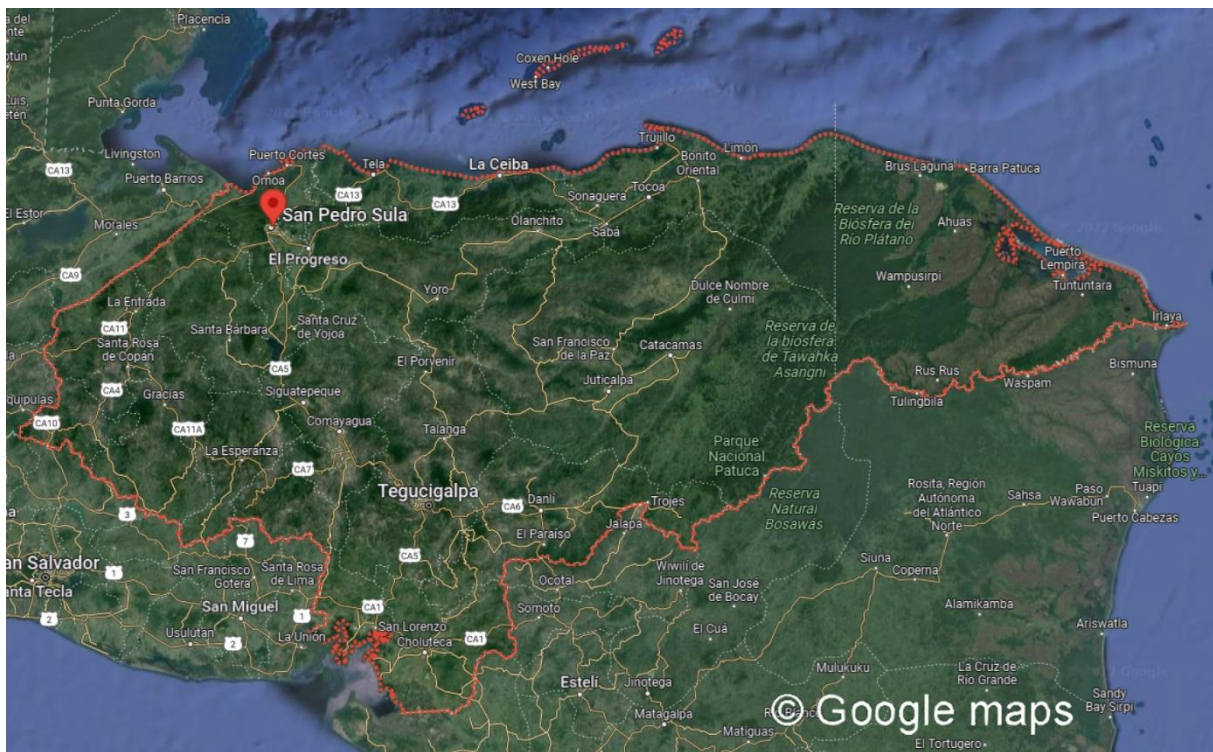 Placencia
Coxen Hole
West Bay
Punta Gorda
Livingston
Puerto Cortes
Trujillo
Limón
CA13
Puerto Barrios
Omoa
Tela
La Ceiba
Bonito
Oriental
Brus Laguna
Barra Patuca
CA13
CA13
Sonaguera
Tocoa
El Estor
Morales
San Pedro Sula
Olanchito
Sabá
Reserva de la
Biósfera del
Río Plátano
Ahuas
El Progreso
Puerto
Lempira
CA9
Wampusirpi
Tuntuntara
Yoro
Dulce Nombre
de Culmi
La Entrada
CA11
Santa Bárbara
Santa Cruz
de Yojoa
Irlaya
Santa Rosa
de Copán
El Porvenir
San Francisco
de la Paz
Catacamas
Reserva de
la biosfera
de Tawahka
Asangni
CA5
Rus Rus
Bismuna
CA4
Gracias
Siguatepeque
Juticalpa
Tulingbila
Waspam
CA10
CA11A
Comayagua
Talanga
La Esperanza
CA7
Parque
Nacional
Patuca
Reserva
Biologica
Cayos
Miskitos y...
Tegucigalpa
Danlí
CA6
Trojes
Reserva
Natural
Bosawás
Rosita, Región
Autónoma
del Atlántico
Norte
Sahsa
Paso
Wawabun
Tuapi
Puerto Cabezas
3
7
El Paraíso
Jalapa
CA5
San Salvador
Santa Tecla
1
San Francisco
Gotera
Santa Rosa
de Lima
Ocotal
Wiwilí de
Jinotega
San José
de Bocay
Siuna
Coperna
San Miguel
1
CA1
Somoto
Alamikamba
2
Usulután
2
La Unión
San Lorenzo
Choluteca
CA1
El Cuá
Ariswatla
Estelí
Jinotega
Mulukuku
La Cruz de
Río Grande
Matagalpa
Matiguas
Sandy
Bay Sirpi
© Google maps
El Tortuguero